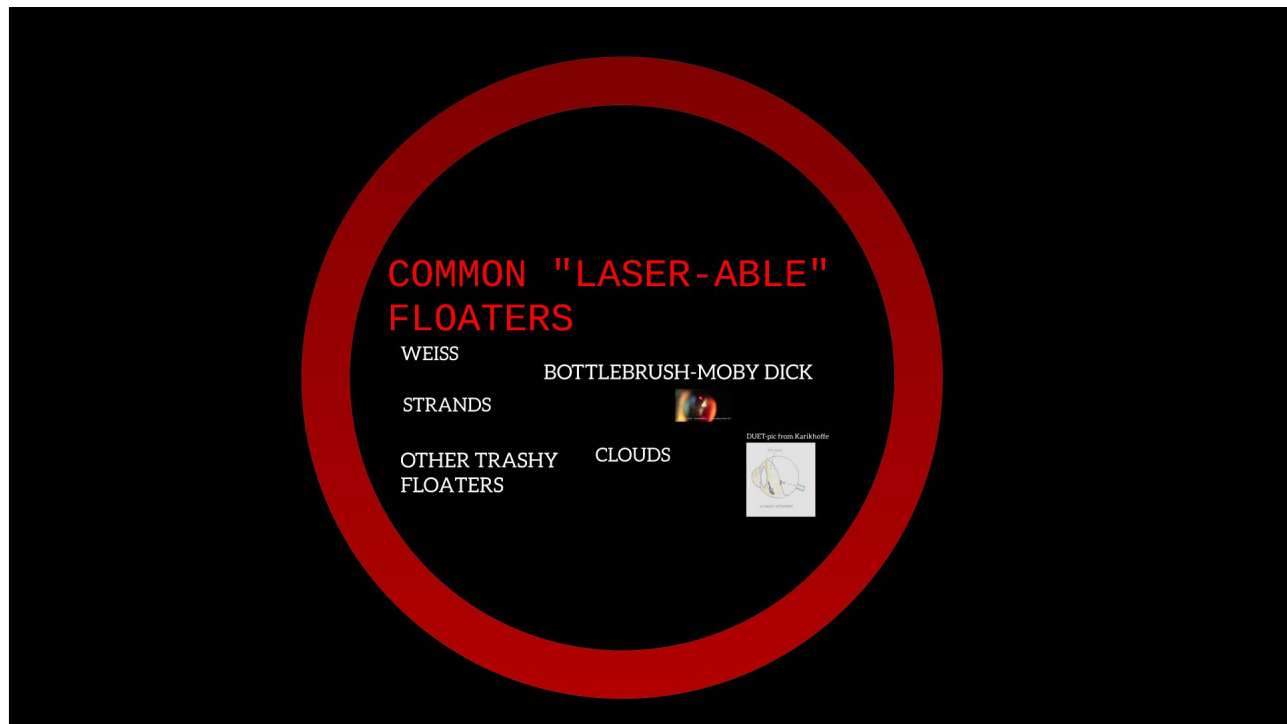 COMMON "LASER-ABLE"
FLOATERS
WEISS
BOTTLEBRUSH-MOBY DICK
STRANDS
DUET-pic from Karikhoffe
CLOUDS
OTHER TRASHY
FLOATERS